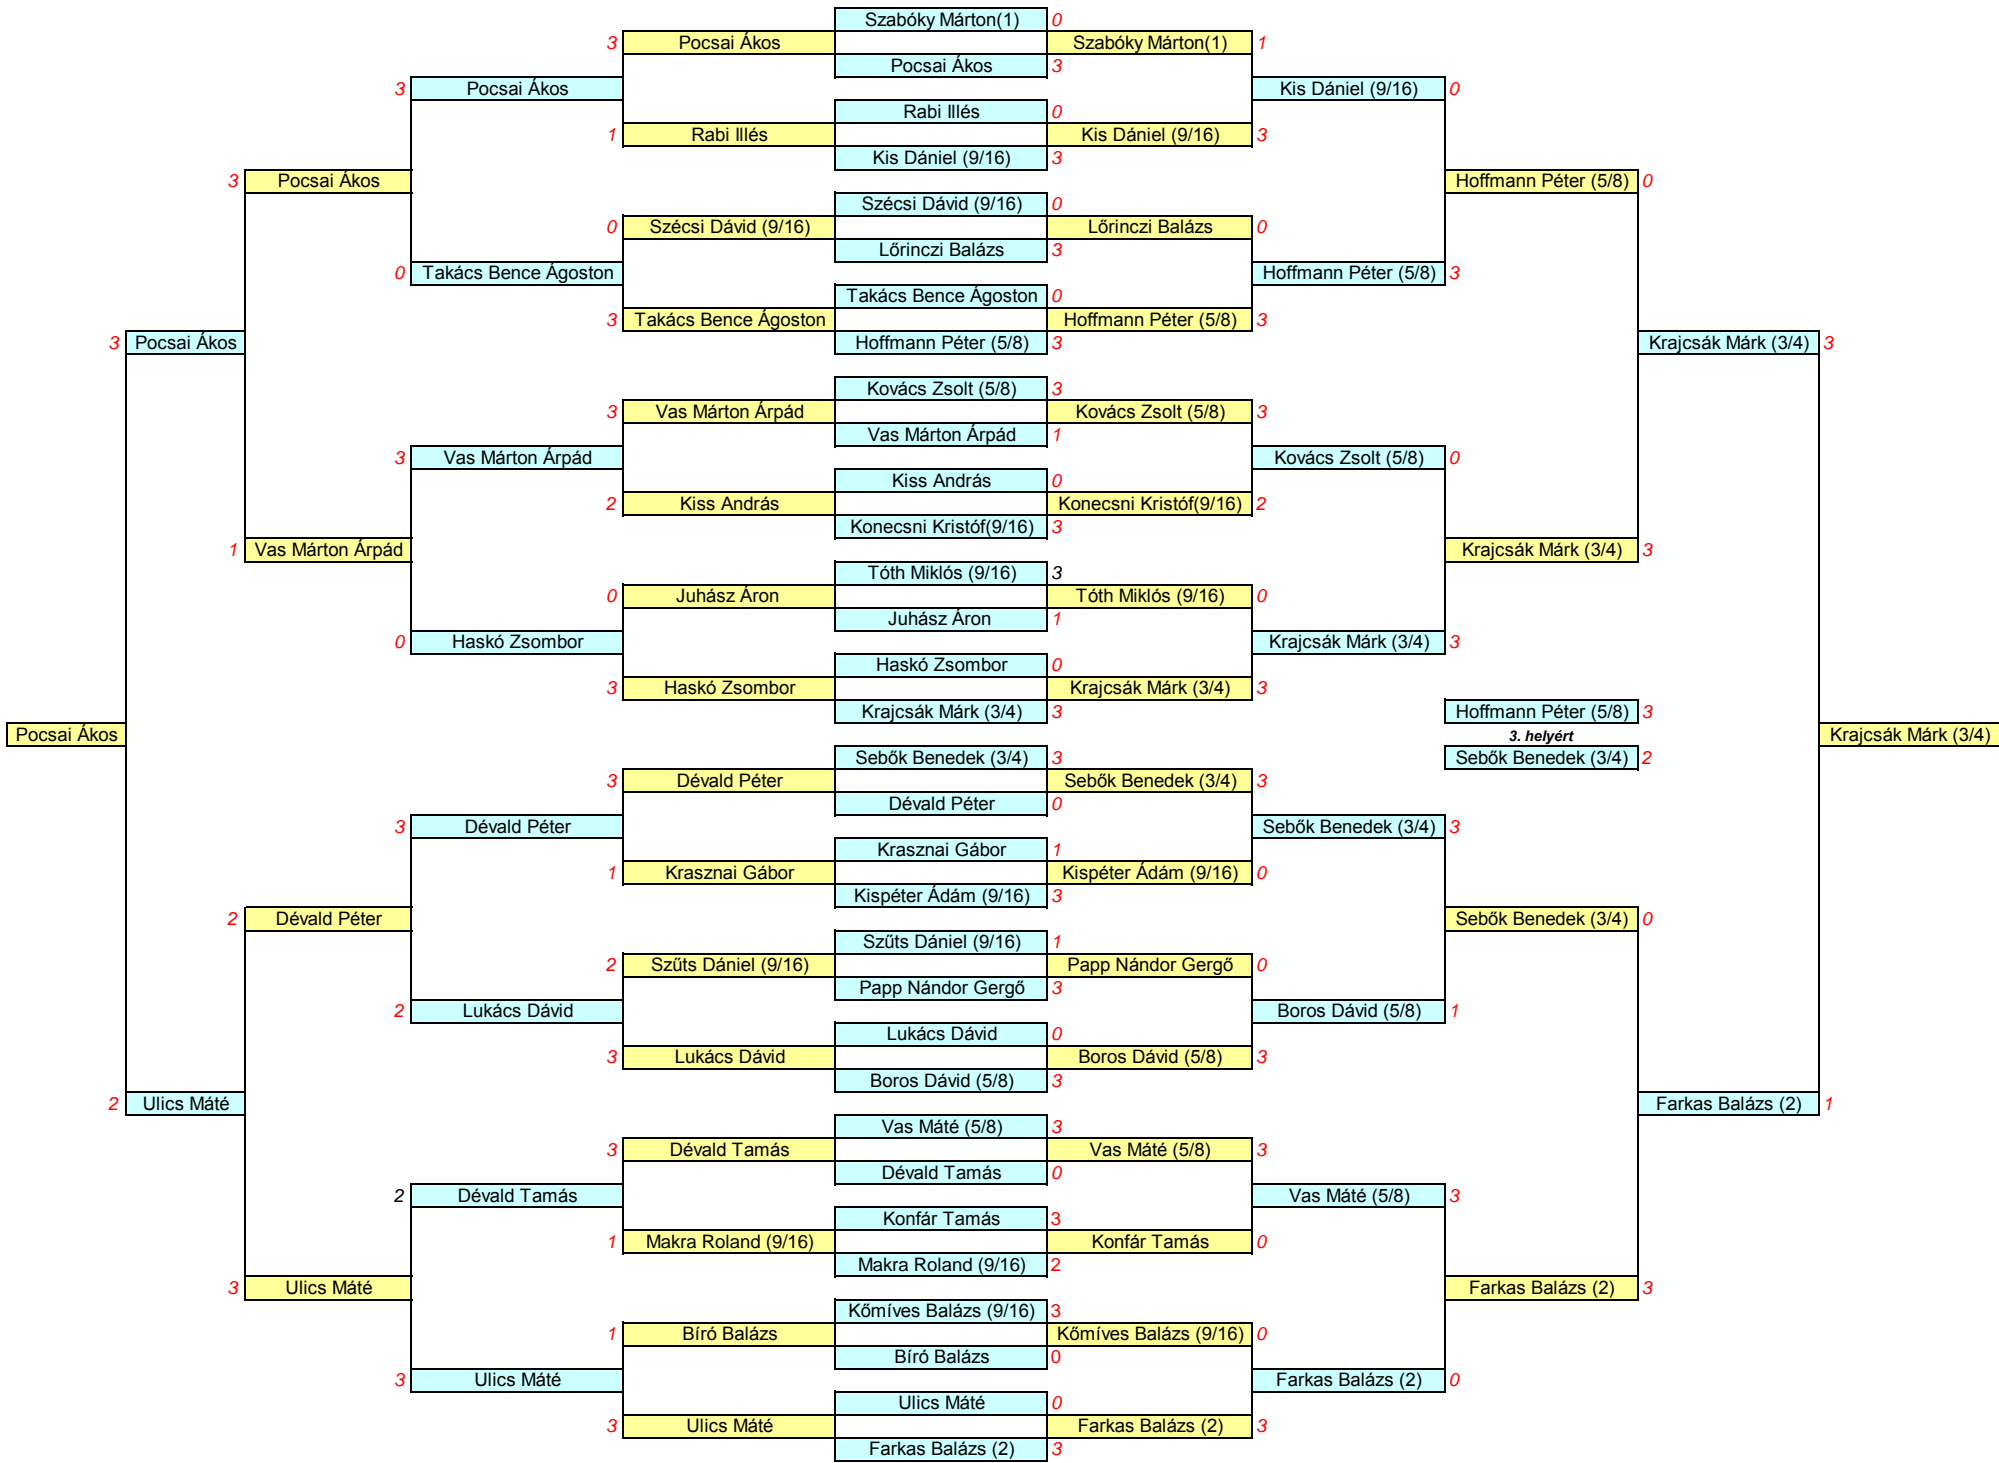 Szabóky Márton(1) 0
3 Pocsai Ákos Szabóky Márton(1) 1
Pocsai Ákos 3
3 Pocsai Ákos Kis Dániel (9/16) 0
Rabi Illés 0
1 Rabi Illés Kis Dániel (9/16) 3
Kis Dániel (9/16) 3
3 Pocsai Ákos Hoffmann Péter (5/8) 0
Szécsi Dávid (9/16) 0
0 Szécsi Dávid (9/16) Lőrinczi Balázs 0
Lőrinczi Balázs 3
0 Takács Bence Ágoston Hoffmann Péter (5/8) 3
Takács Bence Ágoston 0
3 Takács Bence Ágoston Hoffmann Péter (5/8) 3
3 Pocsai Ákos Hoffmann Péter (5/8) 3 Krajcsák Márk (3/4) 3
Kovács Zsolt (5/8) 3
3 Vas Márton Árpád Kovács Zsolt (5/8) 3
Vas Márton Árpád 1
3 Vas Márton Árpád Kovács Zsolt (5/8) 0
Kiss András 0
2 Kiss András Konecsni Kristóf(9/16) 2
Konecsni Kristóf(9/16) 3
1 Vas Márton Árpád Krajcsák Márk (3/4) 3
Tóth Miklós (9/16) 3
0 Juhász Áron Tóth Miklós (9/16) 0
Juhász Áron 1
0 Haskó Zsombor Krajcsák Márk (3/4) 3
Haskó Zsombor 0
3 Haskó Zsombor Krajcsák Márk (3/4) 3
Krajcsák Márk (3/4) 3 Hoffmann Péter (5/8) 3
Pocsai Ákos 3. helyért Krajcsák Márk (3/4)
Sebők Benedek (3/4) 3 Sebők Benedek (3/4) 2
3 Dévald Péter Sebők Benedek (3/4) 3
Dévald Péter 0
3 Dévald Péter Sebők Benedek (3/4) 3
Krasznai Gábor 1
1 Krasznai Gábor Kispéter Ádám (9/16) 0
Kispéter Ádám (9/16) 3
2 Dévald Péter Sebők Benedek (3/4) 0
Szűts Dániel (9/16) 1
2 Szűts Dániel (9/16) Papp Nándor Gergő 0
Papp Nándor Gergő 3
2 Lukács Dávid Boros Dávid (5/8) 1
Lukács Dávid 0
3 Lukács Dávid Boros Dávid (5/8) 3
Boros Dávid (5/8) 3
2 Ulics Máté Farkas Balázs (2) 1
Vas Máté (5/8) 3
3 Dévald Tamás Vas Máté (5/8) 3
Dévald Tamás 0
2 Dévald Tamás Vas Máté (5/8) 3
Konfár Tamás 3
1 Makra Roland (9/16) Konfár Tamás 0
Makra Roland (9/16) 2
3 Ulics Máté Farkas Balázs (2) 3
Kőmíves Balázs (9/16) 3
1 Bíró Balázs Kőmíves Balázs (9/16) 0
Bíró Balázs 0
3 Ulics Máté Farkas Balázs (2) 0
Ulics Máté 0
3 Ulics Máté Farkas Balázs (2) 3
Farkas Balázs (2) 3